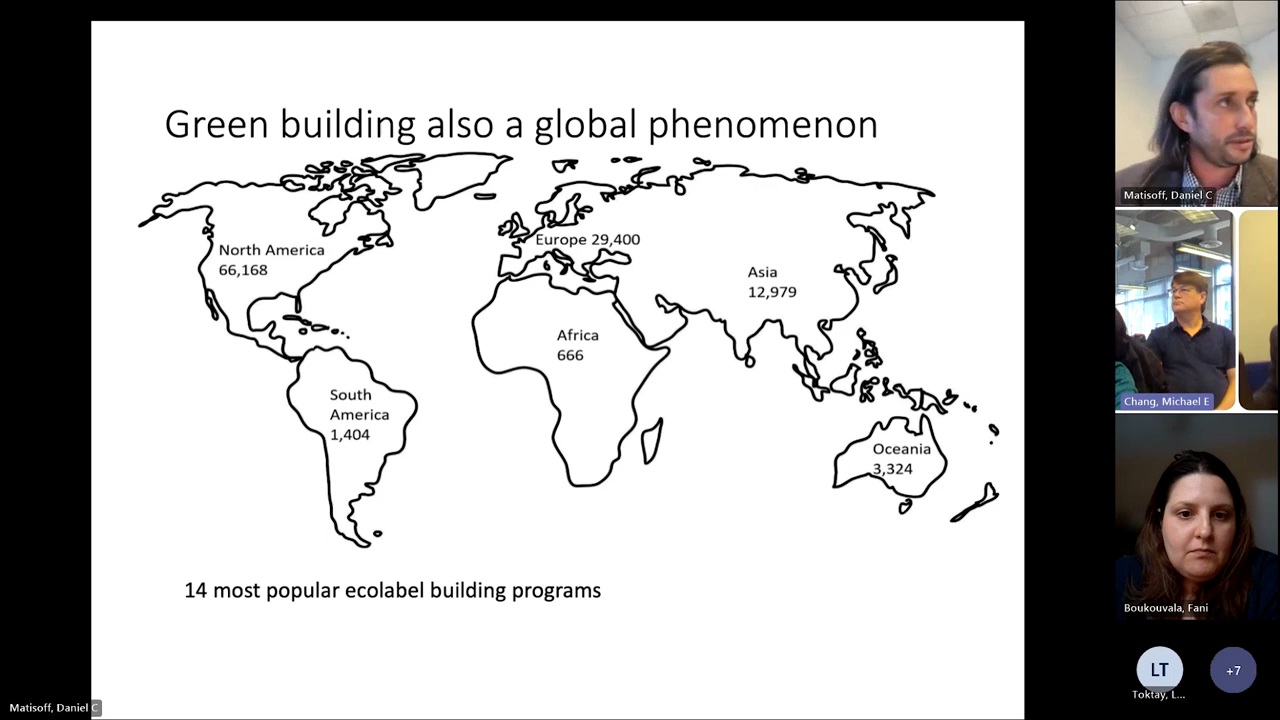 Green building also a global phenomenon
North America
66,168
Europe 29,400
Asia
12,979
Africa
666
South
America
1,404
Oceania
3,324
14 most popular ecolabel building programs
Matisoff, Daniel C
Matisoff, Daniel C
Chang, Michael E
Boukouvala, Fani
LT
+7
Toktay, L...